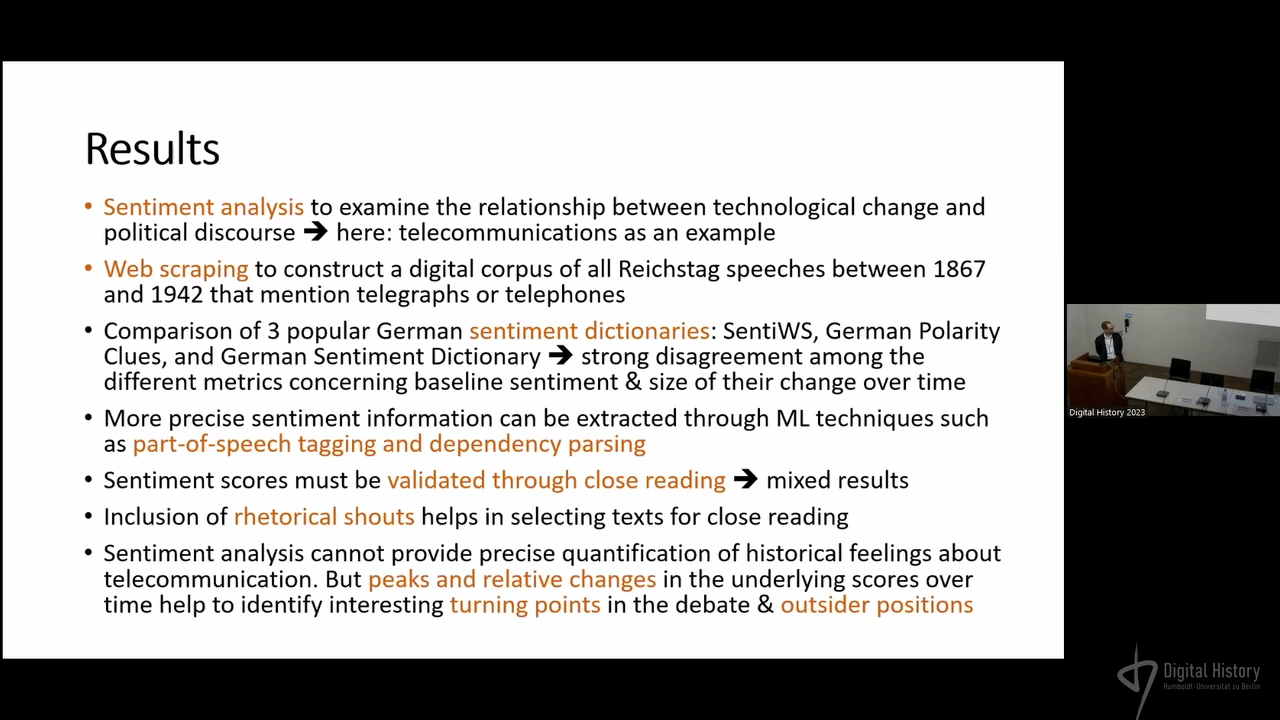 Results
• Sentiment analysis to examine the relationship between technological change and
political discourse ➔ here: telecommunications as an example
• Web scraping to construct a digital corpus of all Reichstag speeches between 1867
and 1942 that mention telegraphs or telephones
• Comparison of 3 popular German sentiment dictionaries: SentiWS, German Polarity
Clues, and German Sentiment Dictionary ➔ strong disagreement among the
different metrics concerning baseline sentiment & size of their change over time
• More precise sentiment information can be extracted through ML techniques such
as part-of-speech tagging and dependency parsing
• Sentiment scores must be validated through close reading ➔ mixed results
• Inclusion of rhetorical shouts helps in selecting texts for close reading
• Sentiment analysis cannot provide precise quantification of historical feelings about
telecommunication. But peaks and relative changes in the underlying scores over
time help to identify interesting turning points in the debate & outsider positions
Digital History 2023
Digital History
Humboldt-Universität zu Berlin